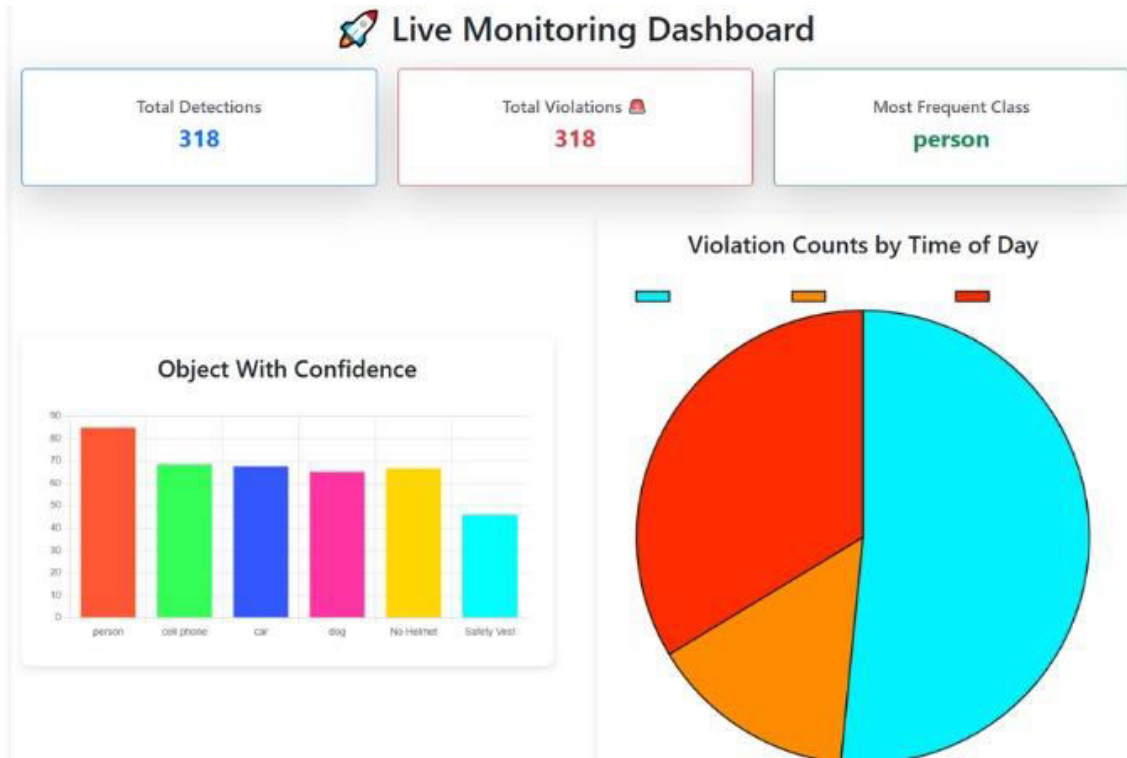 🚀 Live Monitoring Dashboard
Total Detections
318
Total Violations 🚨
318
Most Frequent Class
person
Violation Counts by Time of Day
Object With Confidence
90
80
70
60
50
40
30
20
10
0
person cell phone car dog No Helmet Safety Vest